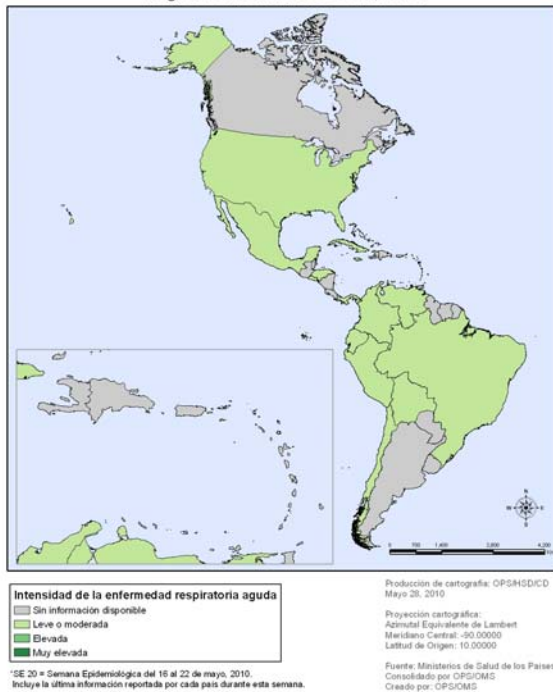 Intensidad de la enfermedad respiratoria aguda
Sin información disponible
Leve o moderada
Elevada
Muy elevada
*SE 20 = Semana Epidemiológica del 16 al 22 de mayo, 2010.
Incluye la última información reportada por cada país durante esta semana.
Producción de cartografía: OPS/HSD/CD
Mayo 28, 2010
Proyección cartográfica:
Azimutal Equivalente de Lambert
Meridiano Central: -90.00000
Latitud de Origen: 10.00000
Fuente: Ministerios de Salud de los Países
Consolidado por OPS/OMS
Creado por: OPS/OMS
N
W
E
S